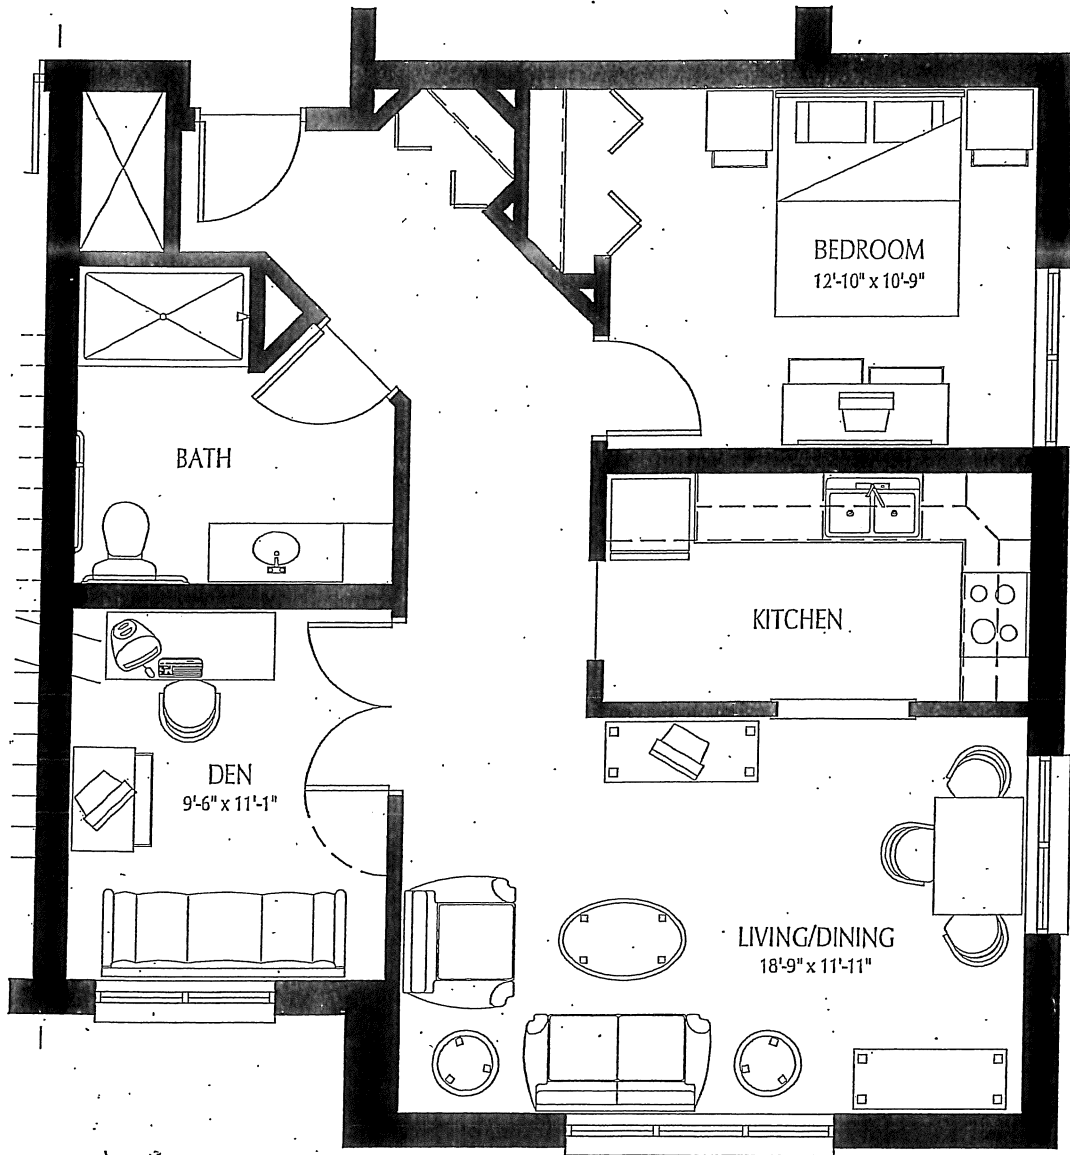 BEDROOM
12'-10" x 10'-9"
BATH
KITCHEN
DEN
9'-6" x 11'-1"
LIVING/DINING
18'-9" x 11'-11"